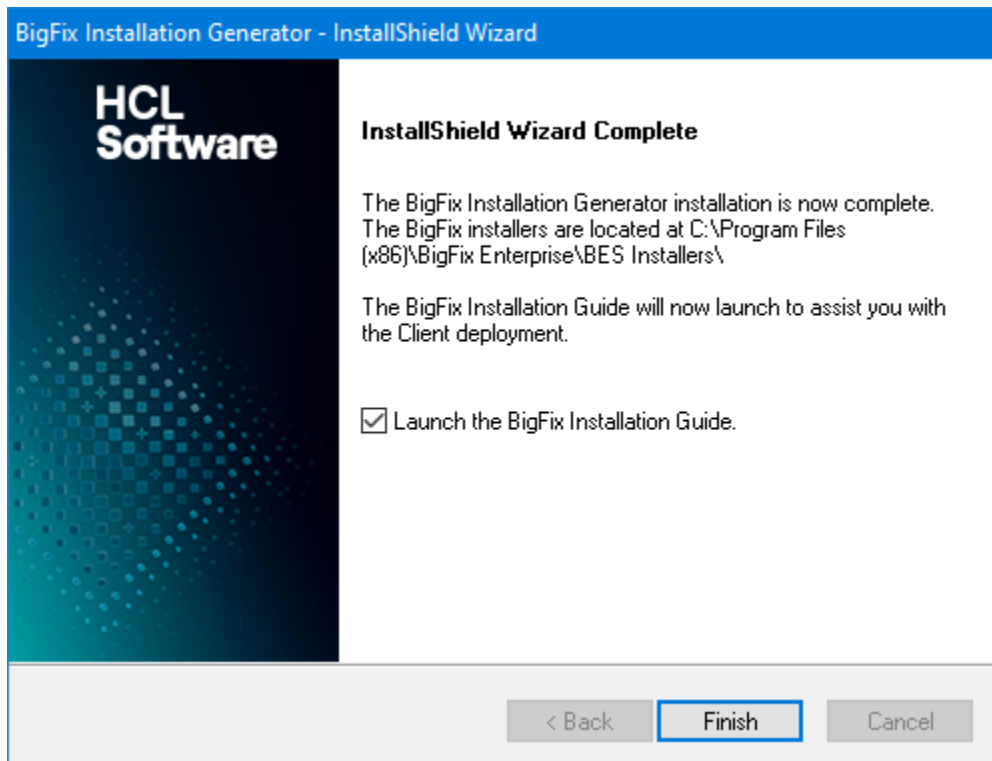 BigFix Installation Generator - InstallShield Wizard
HCL
Software
InstallShield Wizard Complete
The BigFix Installation Generator installation is now complete.
The BigFix installers are located at C:\Program Files
(x86)\BigFix Enterprise\BES Installers\
The BigFix Installation Guide will now launch to assist you with
the Client deployment.
Launch the BigFix Installation Guide.
< Back
Finish
Cancel